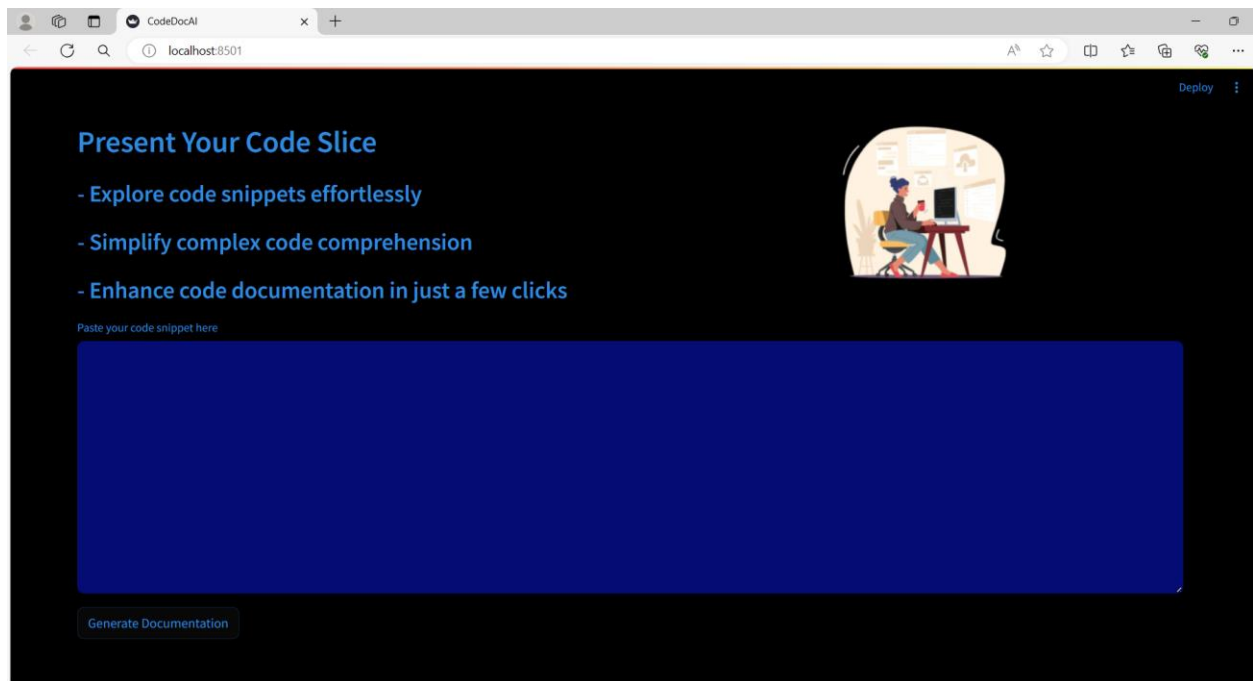 CodeDocAI
localhost:8501
Deploy
Present Your Code Slice
- Explore code snippets effortlessly
- Simplify complex code comprehension
- Enhance code documentation in just a few clicks
Paste your code snippet here
Generate Documentation